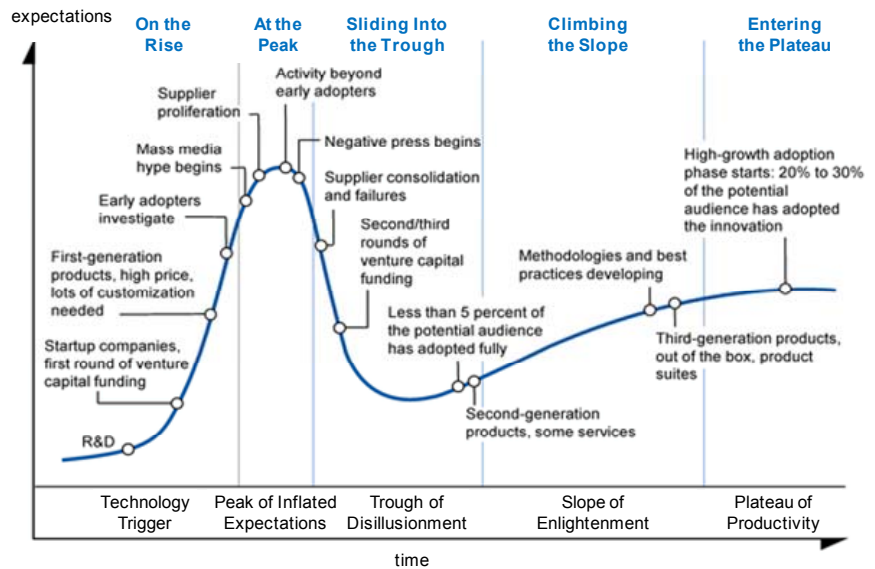 expectations
On the
Rise
At the
Peak
Sliding Into
the Trough
Climbing
the Slope
Entering
the Plateau
Activity beyond
early adopters
Supplier
proliferation
Negative press begins
Mass media
hype begins
High-growth adoption
phase starts: 20% to 30%
of the potential
audience has adopted
the innovation
Supplier consolidation
and failures
Early adopters
investigate
Second/third
rounds of
venture capital
funding
First-generation
products, high price,
lots of customization
needed
Methodologies and best
practices developing
Less than 5 percent of
the potential audience
has adopted fully
Startup companies,
first round of venture
capital funding
Third-generation products,
out of the box, product
suites
Second-generation
products, some services
R&D
Technology
Trigger
Peak of Inflated
Expectations
Trough of
Disillusionment
Slope of
Enlightenment
Plateau of
Productivity
time